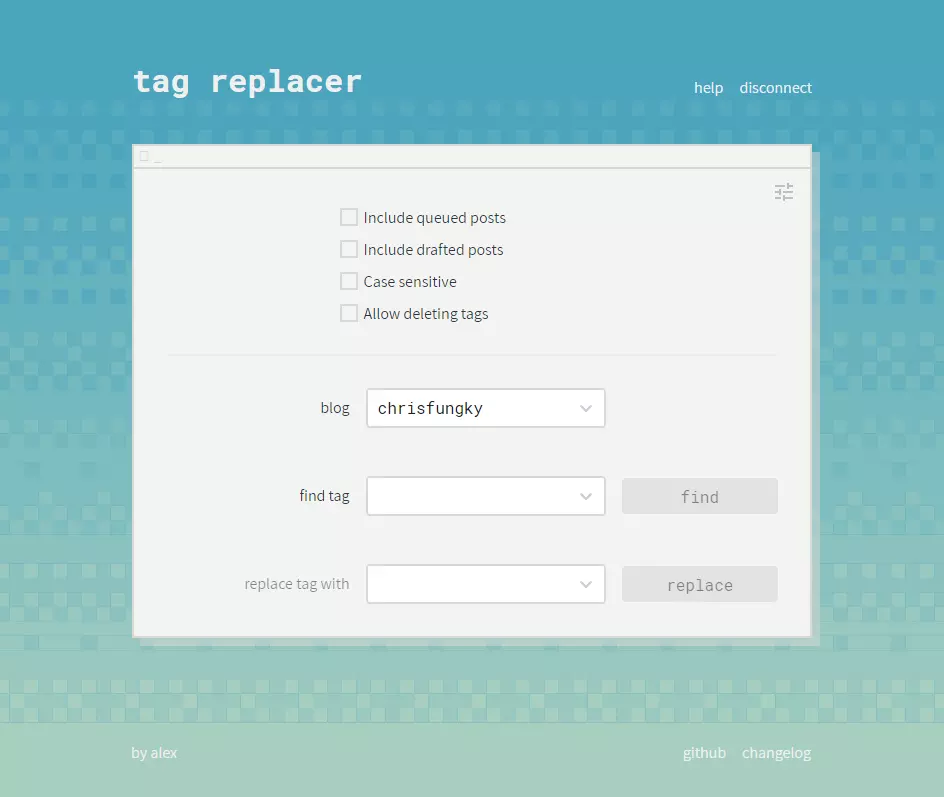 tag replacer
help disconnect
Include queued posts
Include drafted posts
Case sensitive
Allow deleting tags
blog chrisfungky
find tag find
replace tag with replace
by alex github changelog